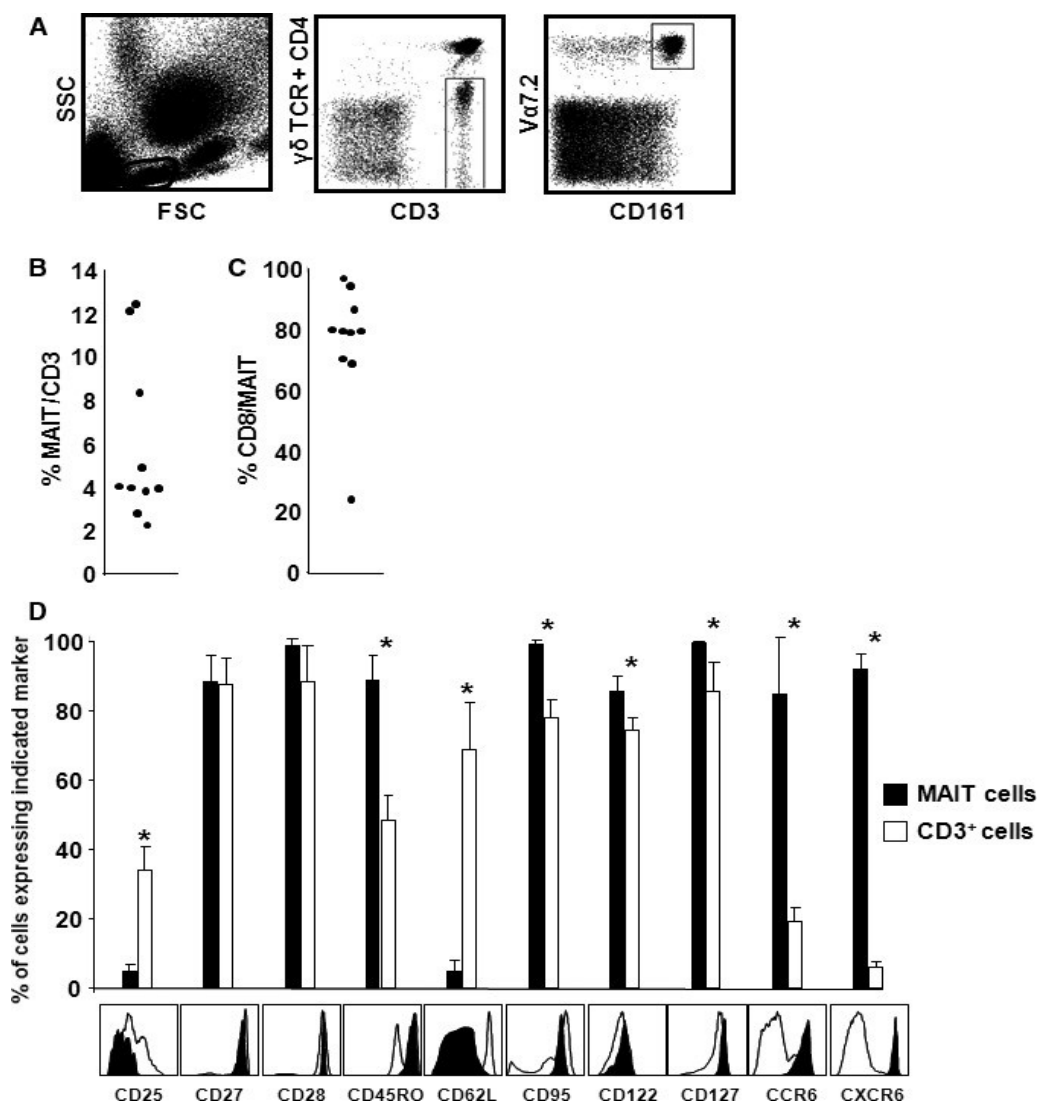 A
SSC
FSC
γδ TCR+ CD4
CD3
Vα7.2
CD161
B
% MAIT/CD3
14
12
10
8
6
4
2
0
C
% CD8/MAIT
100
80
60
40
20
0
D
% of cells expressing indicated marker
100
80
60
40
20
0
* * * * * * * *
MAIT cells
CD3⁺ cells
CD25 CD27 CD28 CD45RO CD62L CD95 CD122 CD127 CCR6 CXCR6